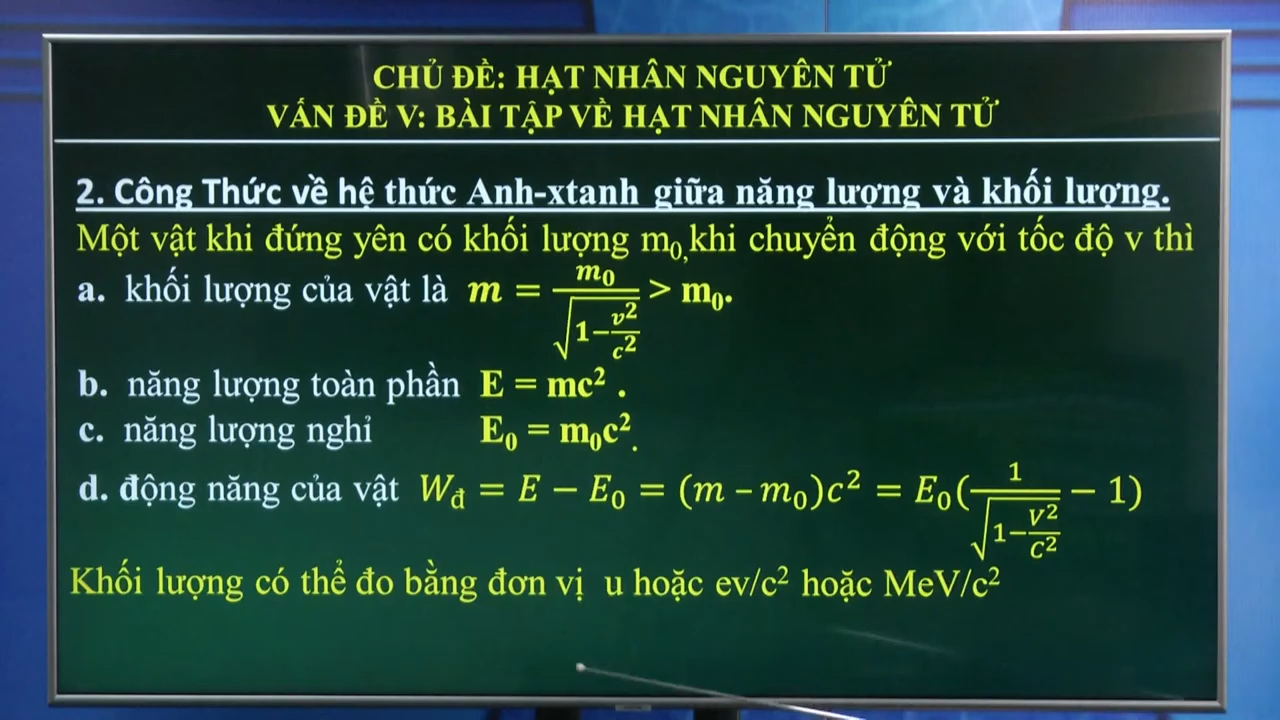 CHỦ ĐỀ: HẠT NHÂN NGUYÊN TỬ
VẤN ĐỀ V: BÀI TẬP VỀ HẠT NHÂN NGUYÊN TỬ
2. Công Thức về hệ thức Anh-xtanh giữa năng lượng và khối lượng.
Một vật khi đứng yên có khối lượng m₀,khi chuyển động với tốc độ v thì
a. khối lượng của vật là m = m₀/√(1−v²/c²) > m₀.
b. năng lượng toàn phần E = mc² .
c. năng lượng nghỉ E₀ = m₀c².
d. động năng của vật Wđ = E − E₀ = (m – m₀)c² = E₀(1/√(1−V²/C²) − 1)
Khối lượng có thể đo bằng đơn vị u hoặc ev/c² hoặc MeV/c²